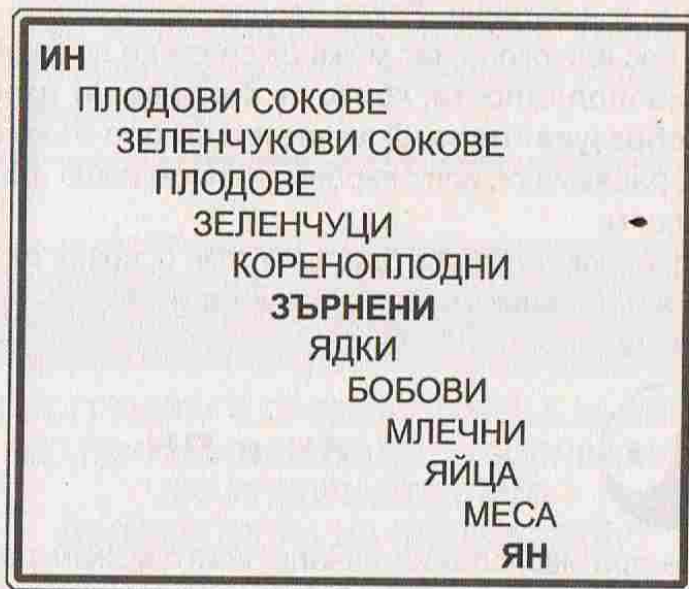 ИН
ПЛОДОВИ СОКОВЕ
ЗЕЛЕНЧУКОВИ СОКОВЕ
ПЛОДОВЕ
ЗЕЛЕНЧУЦИ
КОРЕНОПЛОДНИ
ЗЪРНЕНИ
ЯДКИ
БОБОВИ
МЛЕЧНИ
ЯЙЦА
МЕСА
ЯН